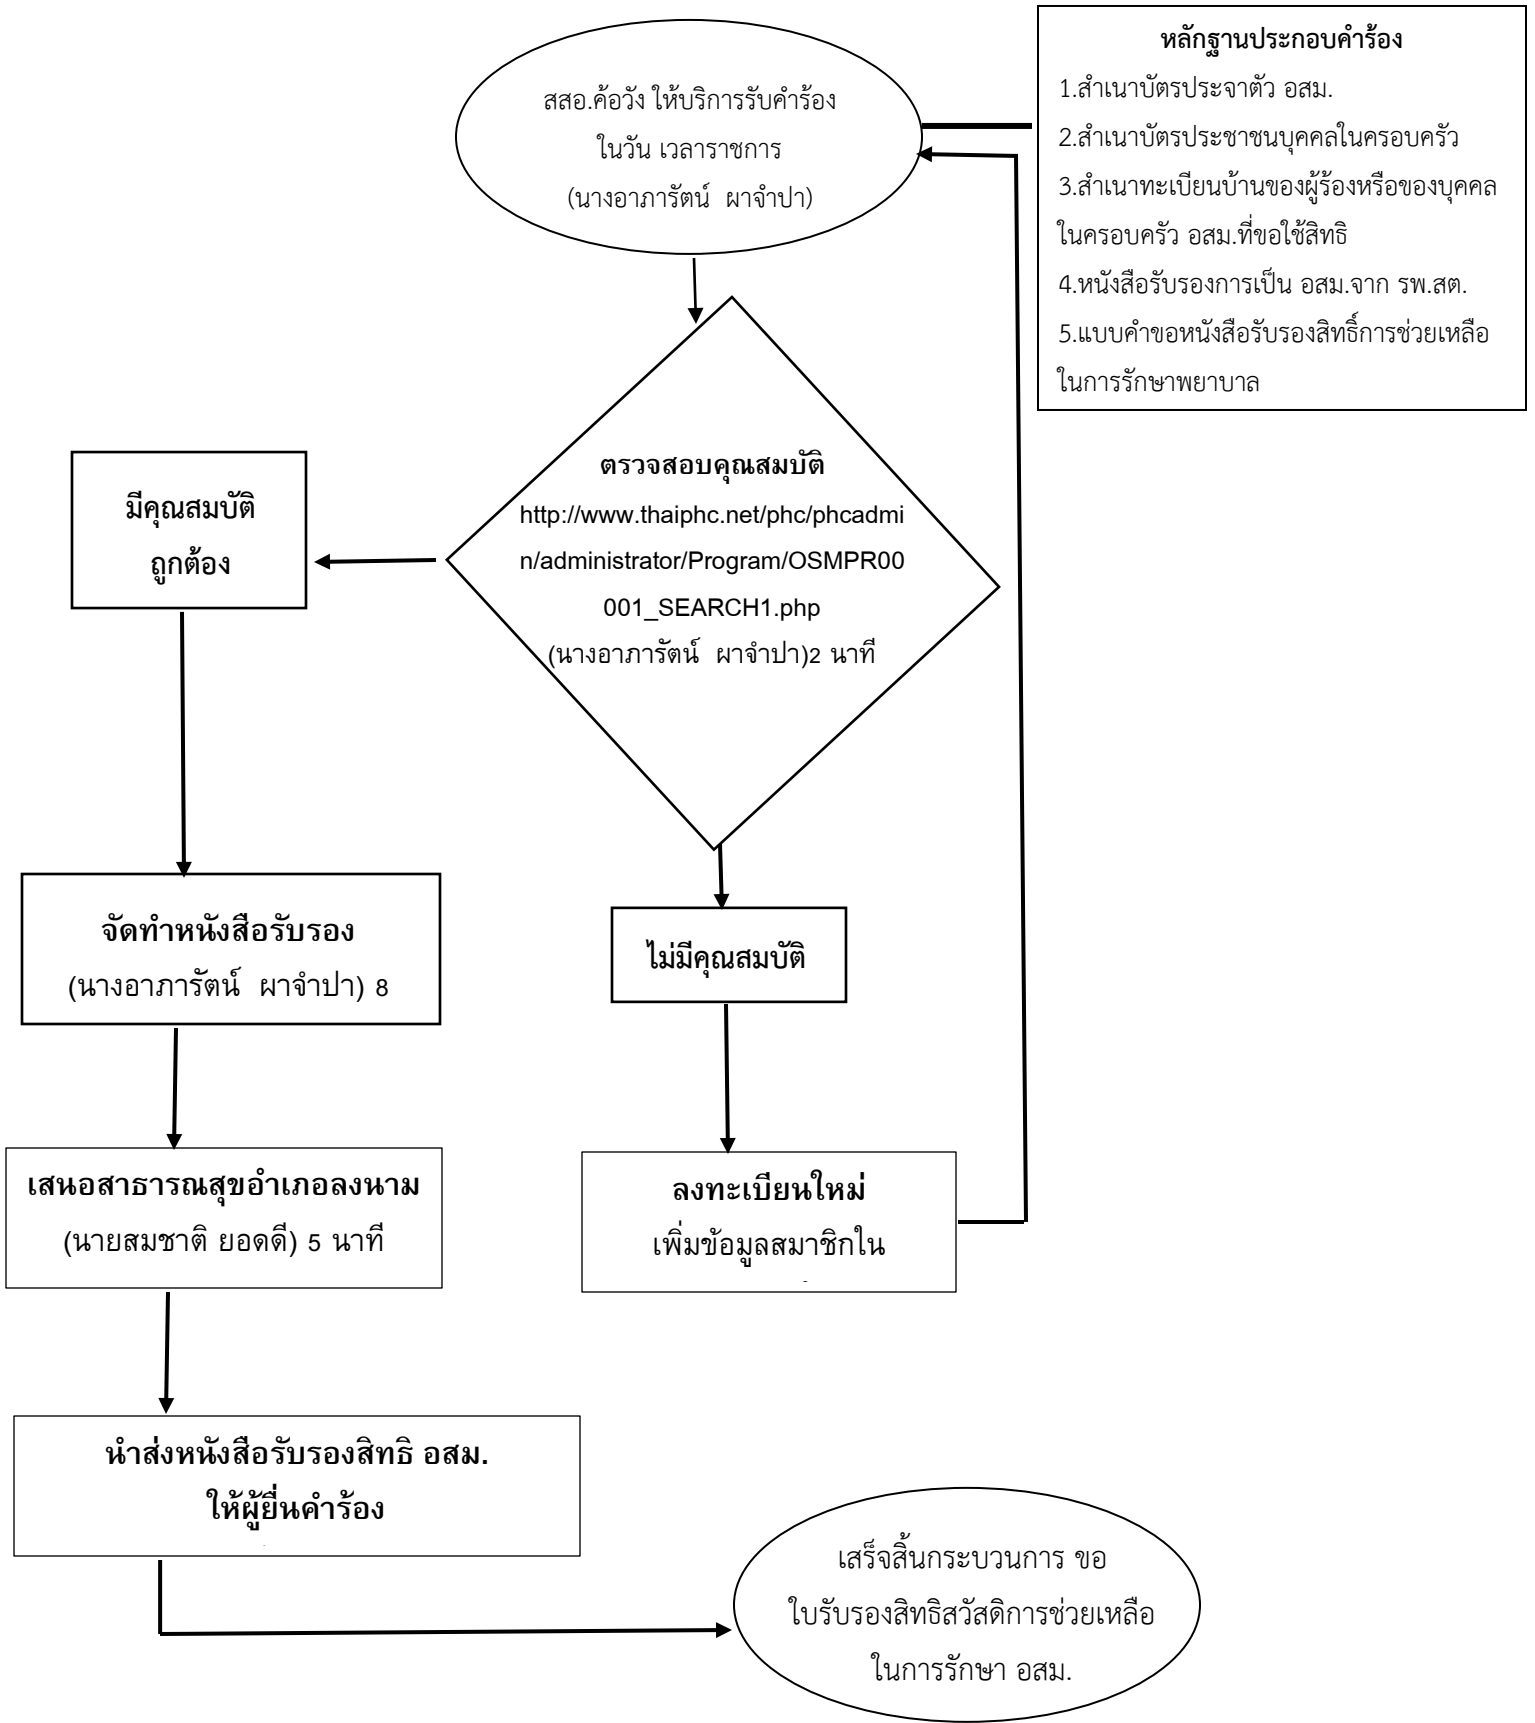 สสอ.ค้อวัง ให้บริการรับคำร้อง
ในวัน เวลาราชการ
(นางอาภารัตน์ ผาจำปา)
หลักฐานประกอบคำร้อง
1.สำเนาบัตรประจาตัว อสม.
2.สำเนาบัตรประชาชนบุคคลในครอบครัว
3.สำเนาทะเบียนบ้านของผู้ร้องหรือของบุคคล
ในครอบครัว อสม.ที่ขอใช้สิทธิ
4.หนังสือรับรองการเป็น อสม.จาก รพ.สต.
5.แบบคำขอหนังสือรับรองสิทธิ์การช่วยเหลือ
ในการรักษาพยาบาล
ตรวจสอบคุณสมบัติ
http://www.thaiphc.net/phc/phcadmi
n/administrator/Program/OSMPR00
001_SEARCH1.php
(นางอาภารัตน์ ผาจำปา)2 นาที
มีคุณสมบัติ
ถูกต้อง
จัดทำหนังสือรับรอง
(นางอาภารัตน์ ผาจำปา) 8
ไม่มีคุณสมบัติ
เสนอสาธารณสุขอำเภอลงนาม
(นายสมชาติ ยอดดี) 5 นาที
ลงทะเบียนใหม่
เพิ่มข้อมูลสมาชิกใน
นำส่งหนังสือรับรองสิทธิ อสม.
ให้ผู้ยื่นคำร้อง
เสร็จสิ้นกระบวนการ ขอ
ใบรับรองสิทธิสวัสดิการช่วยเหลือ
ในการรักษา อสม.